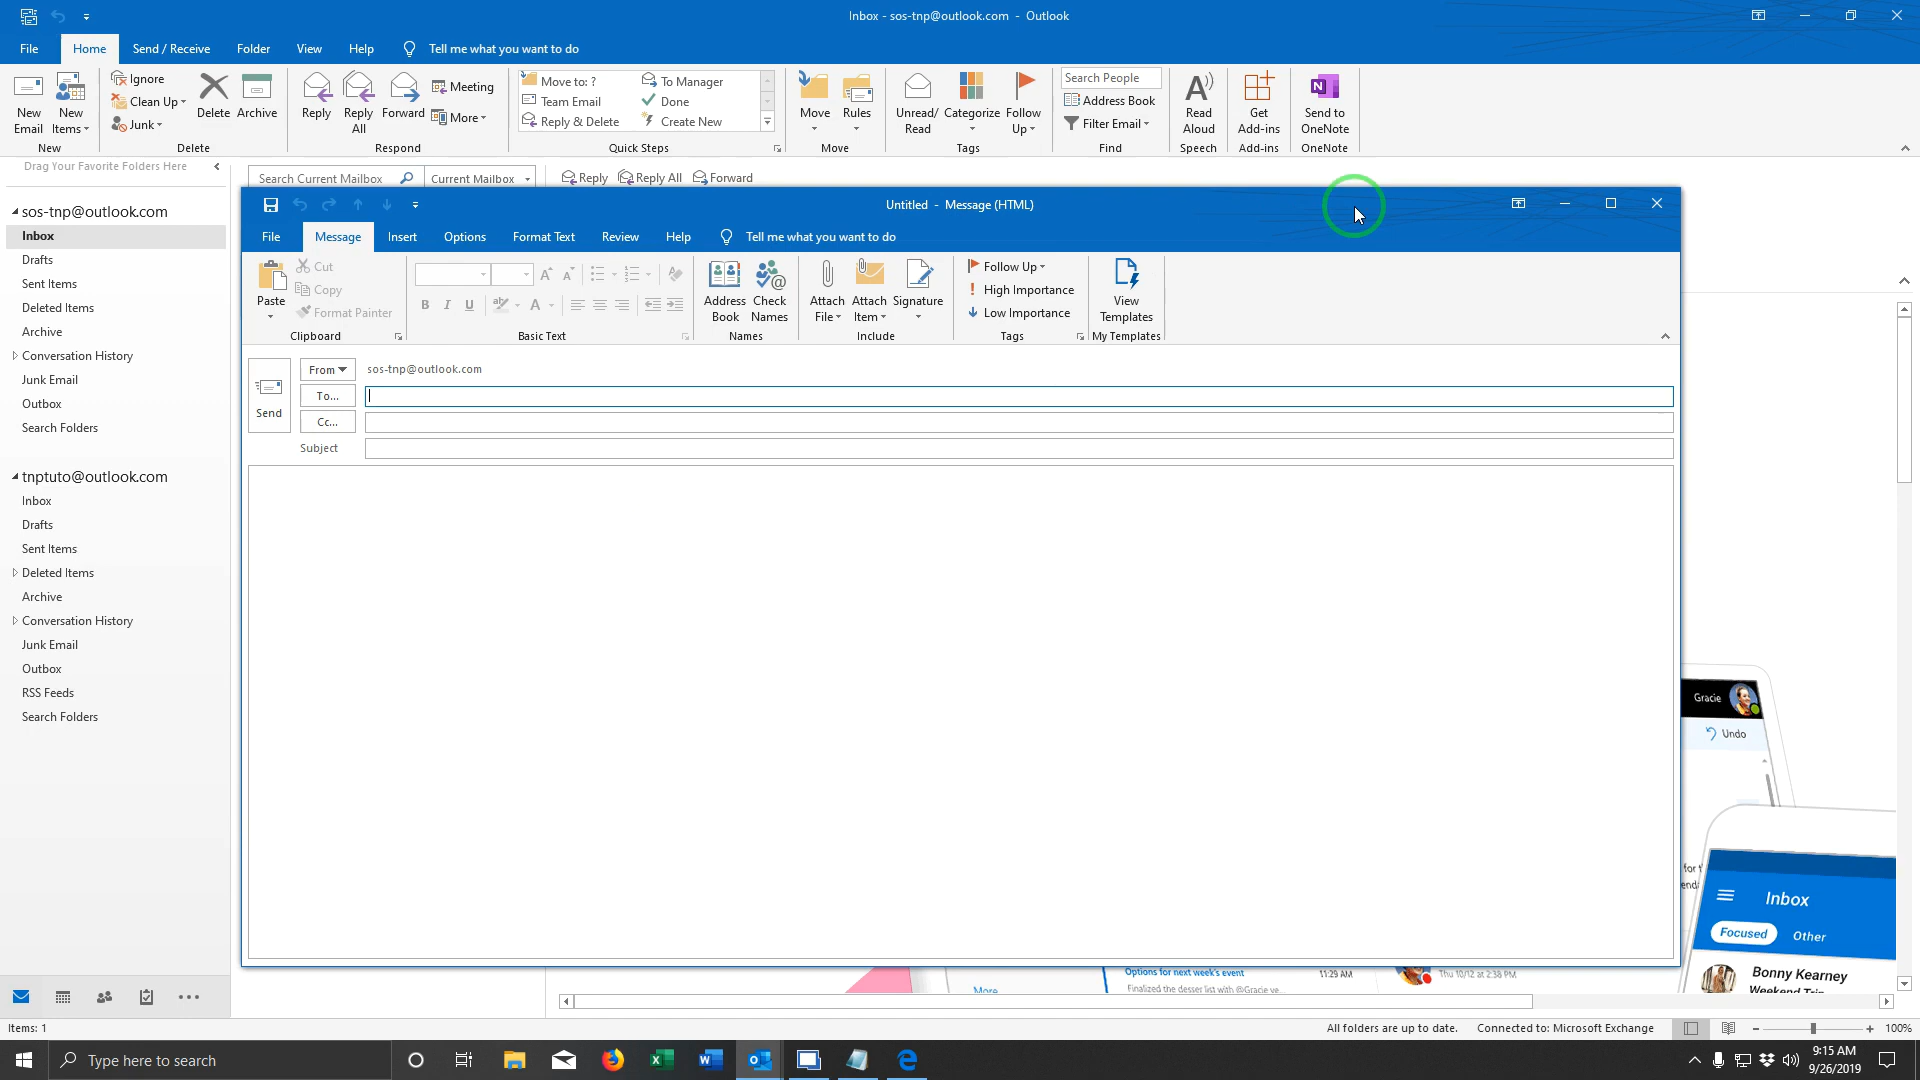 Inbox - sos-tnp@outlook.com - Outlook
File Home Send / Receive Folder View Help Tell me what you want to do
New Email
New Items
New
Ignore
Clean Up
Junk
Delete
Archive
Delete
Reply
Reply All
Forward
Meeting
More
Respond
Move to: ?
Team Email
Reply & Delete
To Manager
Done
Create New
Quick Steps
Move
Rules
Move
Unread/ Read
Categorize
Follow Up
Tags
Search People
Address Book
Filter Email
Find
Read Aloud
Speech
Get Add-ins
Add-ins
Send to OneNote
OneNote
Drag Your Favorite Folders Here
sos-tnp@outlook.com
Inbox
Drafts
Sent Items
Deleted Items
Archive
Conversation History
Junk Email
Outbox
Search Folders
tnptuto@outlook.com
Inbox
Drafts
Sent Items
Deleted Items
Archive
Conversation History
Junk Email
Outbox
RSS Feeds
Search Folders
Search Current Mailbox Current Mailbox
Reply Reply All Forward
Untitled - Message (HTML)
File Message Insert Options Format Text Review Help Tell me what you want to do
Paste
Cut
Copy
Format Painter
Clipboard
B I U
Basic Text
Address Book
Check Names
Names
Attach File
Attach Item
Signature
Include
Follow Up
High Importance
Low Importance
Tags
View Templates
My Templates
Send
From sos-tnp@outlook.com
To...
Cc...
Subject
Gracie
Undo
Inbox
Focused Other
Bonny Kearney
Weekend Trip
More
Options for next week's event 11:29 AM
Finalized the desser list with @Gracie ve...
Thu 10/12 at 2:38 PM
Items: 1
All folders are up to date. Connected to: Microsoft Exchange 100%
Type here to search
9:15 AM
9/26/2019